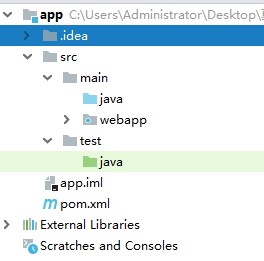 app C:\Users\Administrator\Desktop\
.idea
src
main
java
webapp
test
java
app.iml
pom.xml
External Libraries
Scratches and Consoles